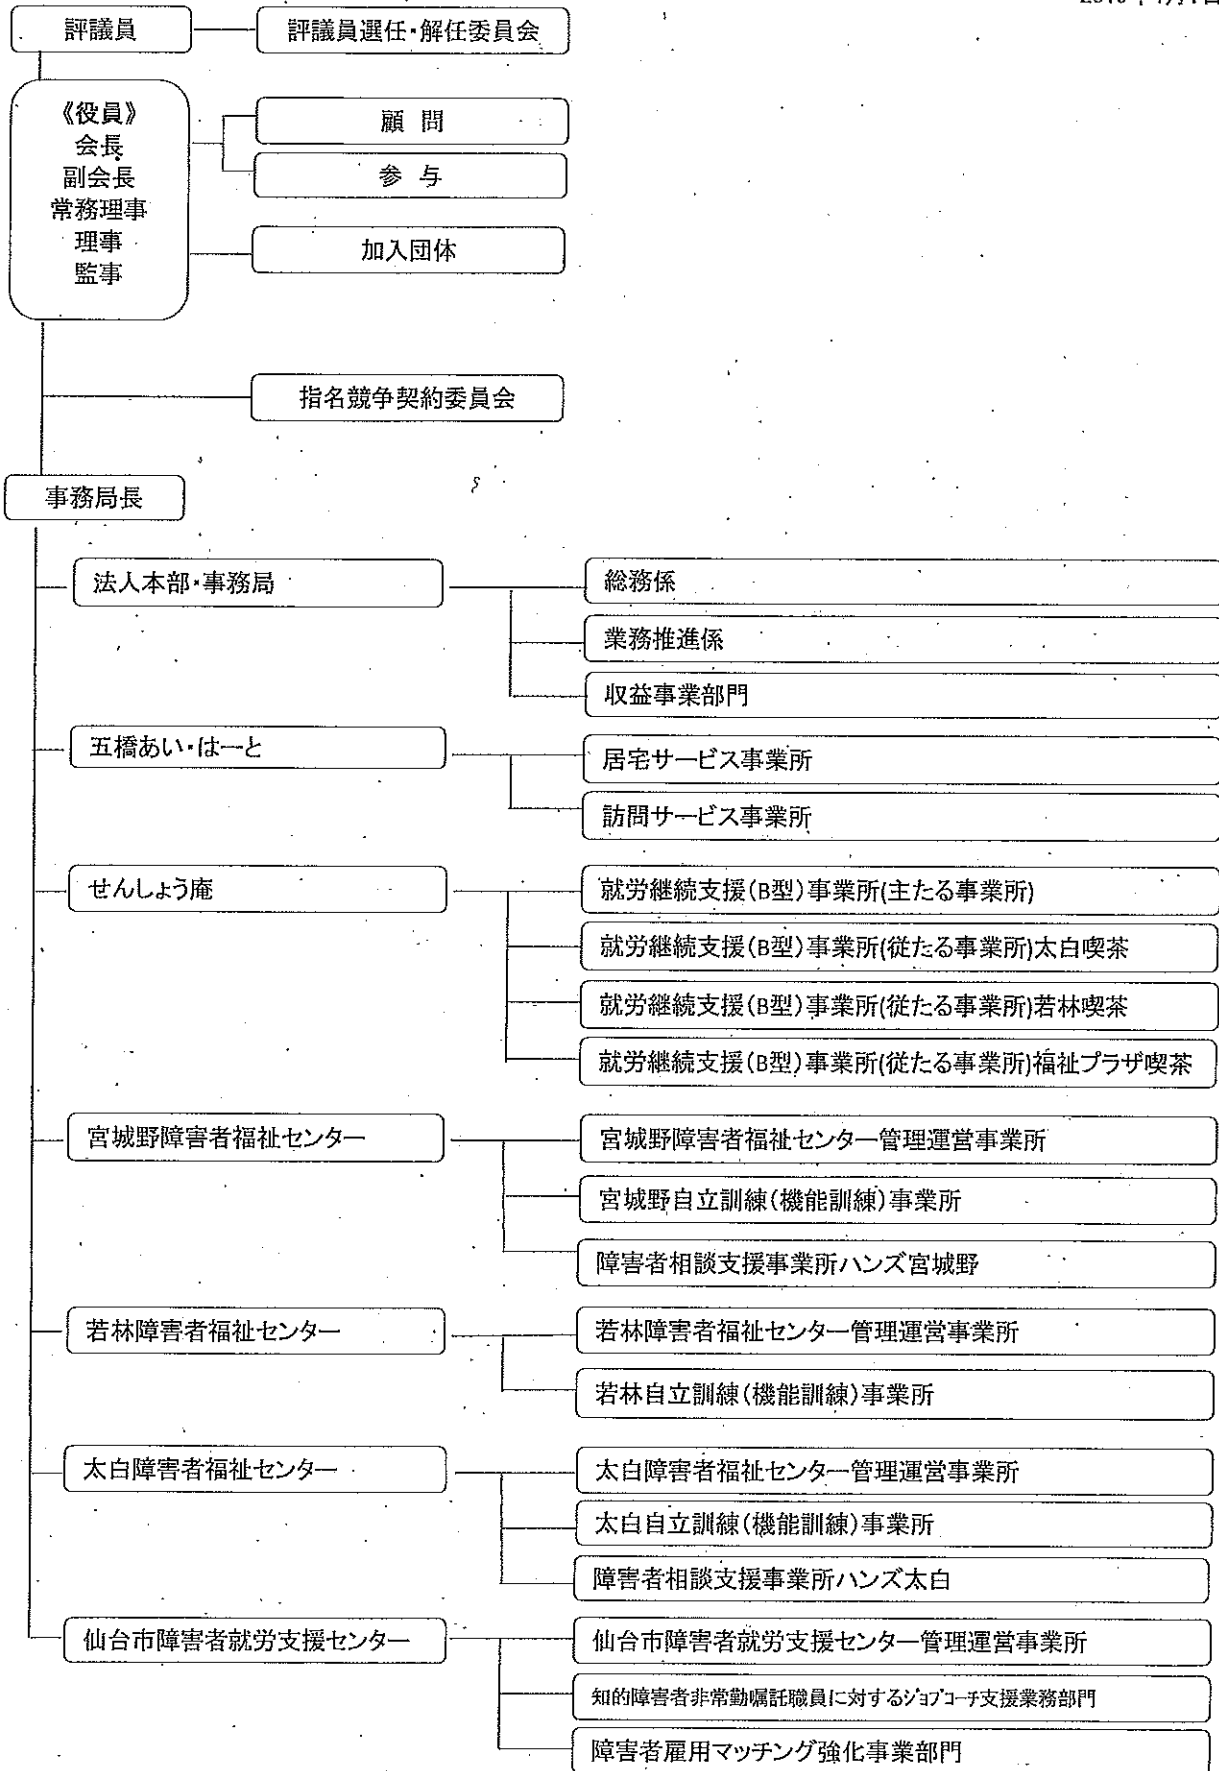 評議員
評議員選任・解任委員会
《役員》
会長
副会長
常務理事
理事
監事
顧問
参与
加入団体
指名競争契約委員会
事務局長
法人本部・事務局
総務係
業務推進係
収益事業部門
五橋あい・はーと
居宅サービス事業所
訪問サービス事業所
せんしょう庵
就労継続支援(B型)事業所(主たる事業所)
就労継続支援(B型)事業所(従たる事業所)太白喫茶
就労継続支援(B型)事業所(従たる事業所)若林喫茶
就労継続支援(B型)事業所(従たる事業所)福祉プラザ喫茶
宮城野障害者福祉センター
宮城野障害者福祉センター管理運営事業所
宮城野自立訓練(機能訓練)事業所
障害者相談支援事業所ハンズ宮城野
若林障害者福祉センター
若林障害者福祉センター管理運営事業所
若林自立訓練(機能訓練)事業所
太白障害者福祉センター
太白障害者福祉センター管理運営事業所
太白自立訓練(機能訓練)事業所
障害者相談支援事業所ハンズ太白
仙台市障害者就労支援センター
仙台市障害者就労支援センター管理運営事業所
知的障害者非常勤嘱託職員に対するｼﾞｮﾌﾞｺｰﾁ支援業務部門
障害者雇用マッチング強化事業部門